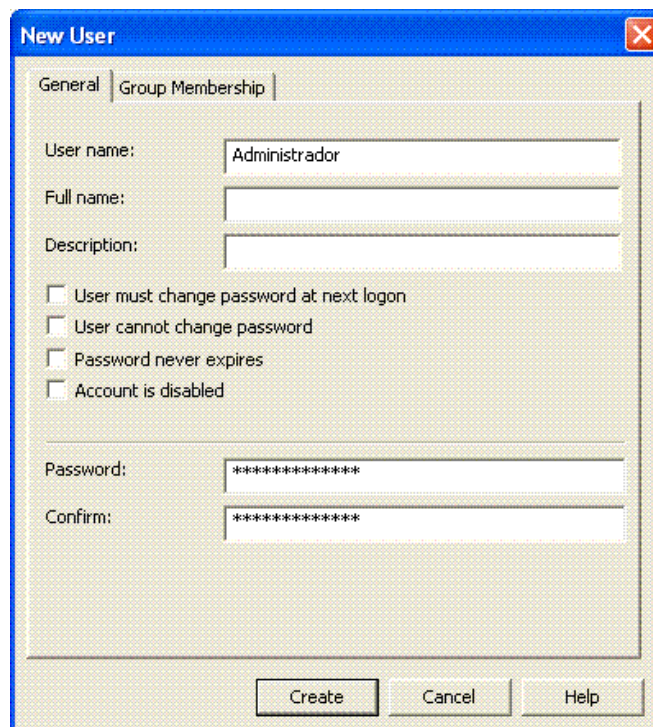 New User
General Group Membership
User name: Administrador
Full name:
Description:
User must change password at next logon
User cannot change password
Password never expires
Account is disabled
Password: *************
Confirm: *************
Create Cancel Help